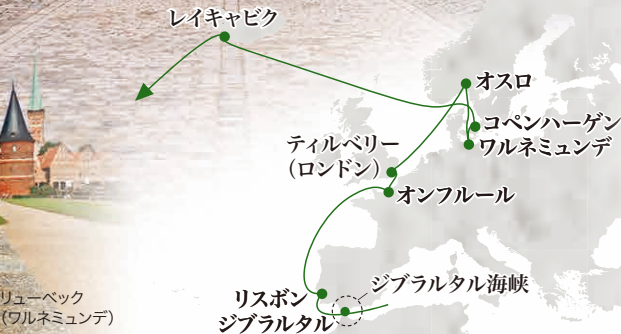 レイキャビク
オスロ
コペンハーゲン
ワルネミュンデ
ティルベリー
（ロンドン）
オンフルール
ジブラルタル海峡
リスボン
ジブラルタル
リューベック
（ワルネミュンデ）